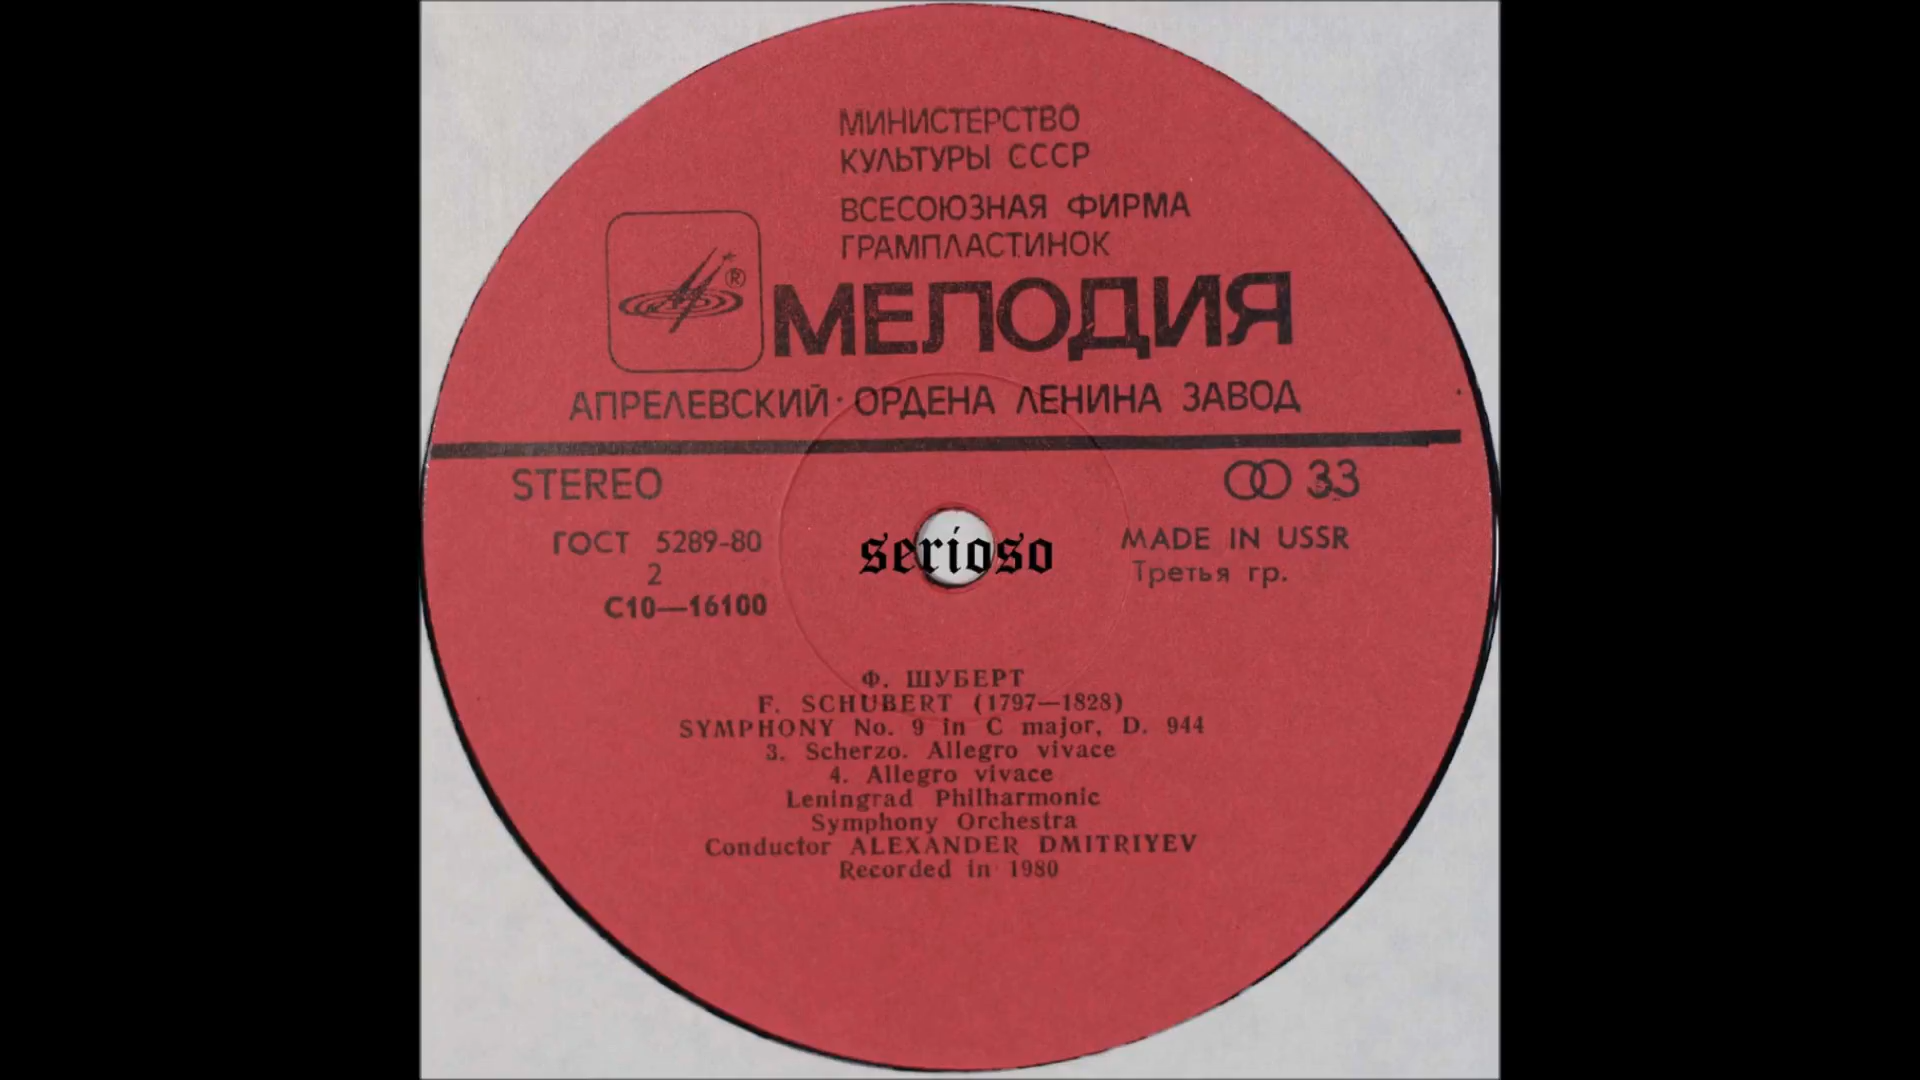 МИНИСТЕРСТВО
КУЛЬТУРЫ СССР
ВСЕСОЮЗНАЯ ФИРМА
ГРАМПЛАСТИНОК
®
МЕЛОДИЯ
АПРЕЛЕВСКИЙ ОРДЕНА ЛЕНИНА ЗАВОД
STEREO
33
ГОСТ 5289-80
2
С10—16100
serioso
MADE IN USSR
Третья гр.
Ф. ШУБЕРТ
F. SCHUBERT (1797—1828)
SYMPHONY No. 9 in C major, D. 944
3. Scherzo. Allegro vivace
4. Allegro vivace
Leningrad Philharmonic
Symphony Orchestra
Conductor ALEXANDER DMITRIYEV
Recorded in 1980